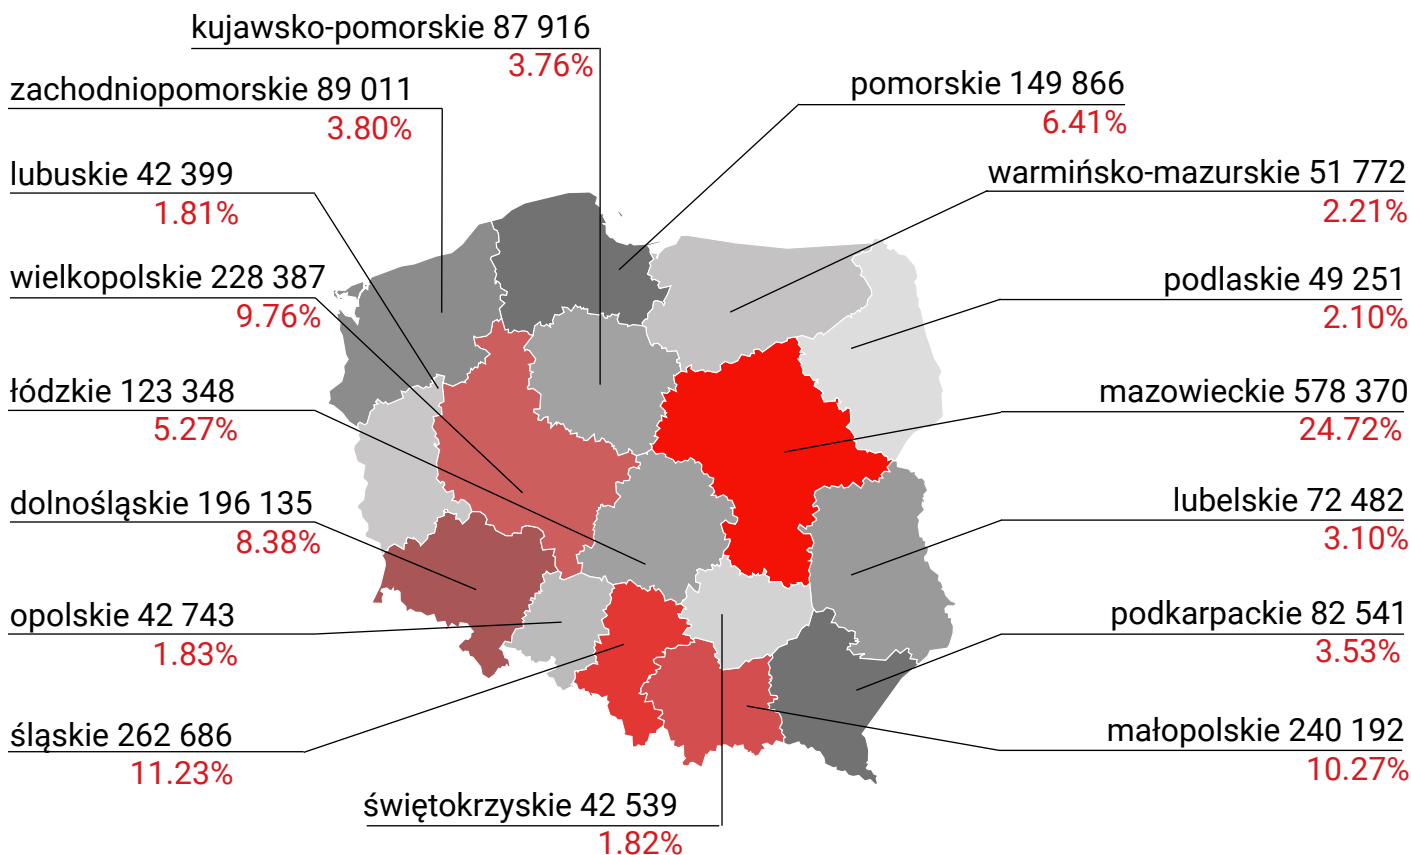 kujawsko-pomorskie 87 916
3.76%
zachodniopomorskie 89 011
3.80%
pomorskie 149 866
6.41%
lubuskie 42 399
1.81%
warmińsko-mazurskie 51 772
2.21%
wielkopolskie 228 387
9.76%
podlaskie 49 251
2.10%
łódzkie 123 348
5.27%
mazowieckie 578 370
24.72%
dolnośląskie 196 135
8.38%
lubelskie 72 482
3.10%
opolskie 42 743
1.83%
podkarpackie 82 541
3.53%
śląskie 262 686
11.23%
małopolskie 240 192
10.27%
świętokrzyskie 42 539
1.82%